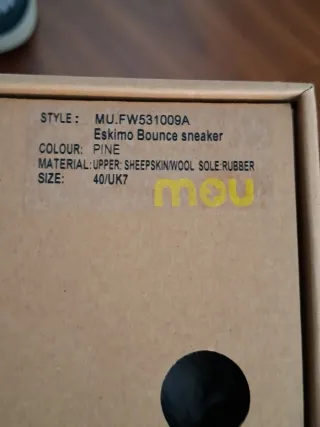 STYLE: MU.FW531009A
Eskimo Bounce sneaker
COLOUR: PINE
MATERIAL: UPPER: SHEEPSKIN/WOOL SOLE: RUBBER
SIZE: 40/UK7
mou